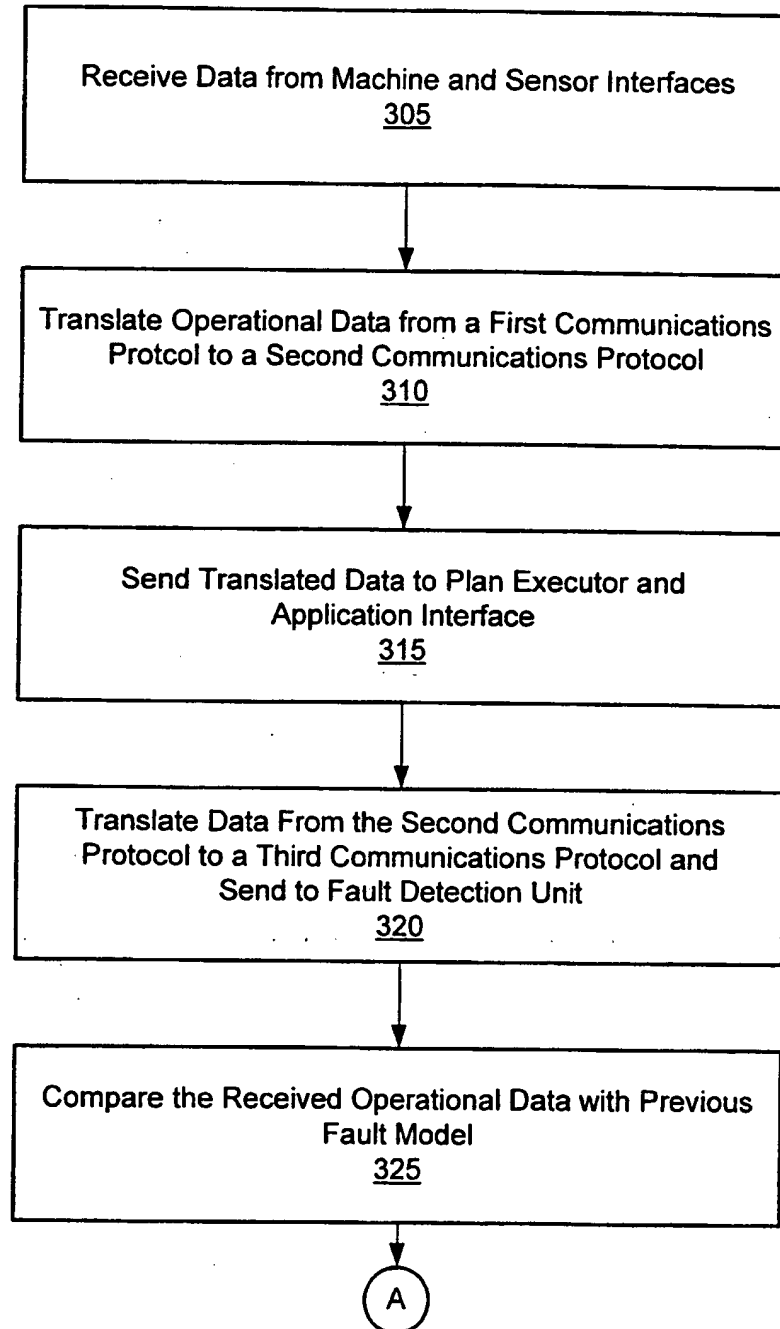 Receive Data from Machine and Sensor Interfaces
305
Translate Operational Data from a First Communications
Protcol to a Second Communications Protocol
310
Send Translated Data to Plan Executor and
Application Interface
315
Translate Data From the Second Communications
Protocol to a Third Communications Protocol and
Send to Fault Detection Unit
320
Compare the Received Operational Data with Previous
Fault Model
325
A